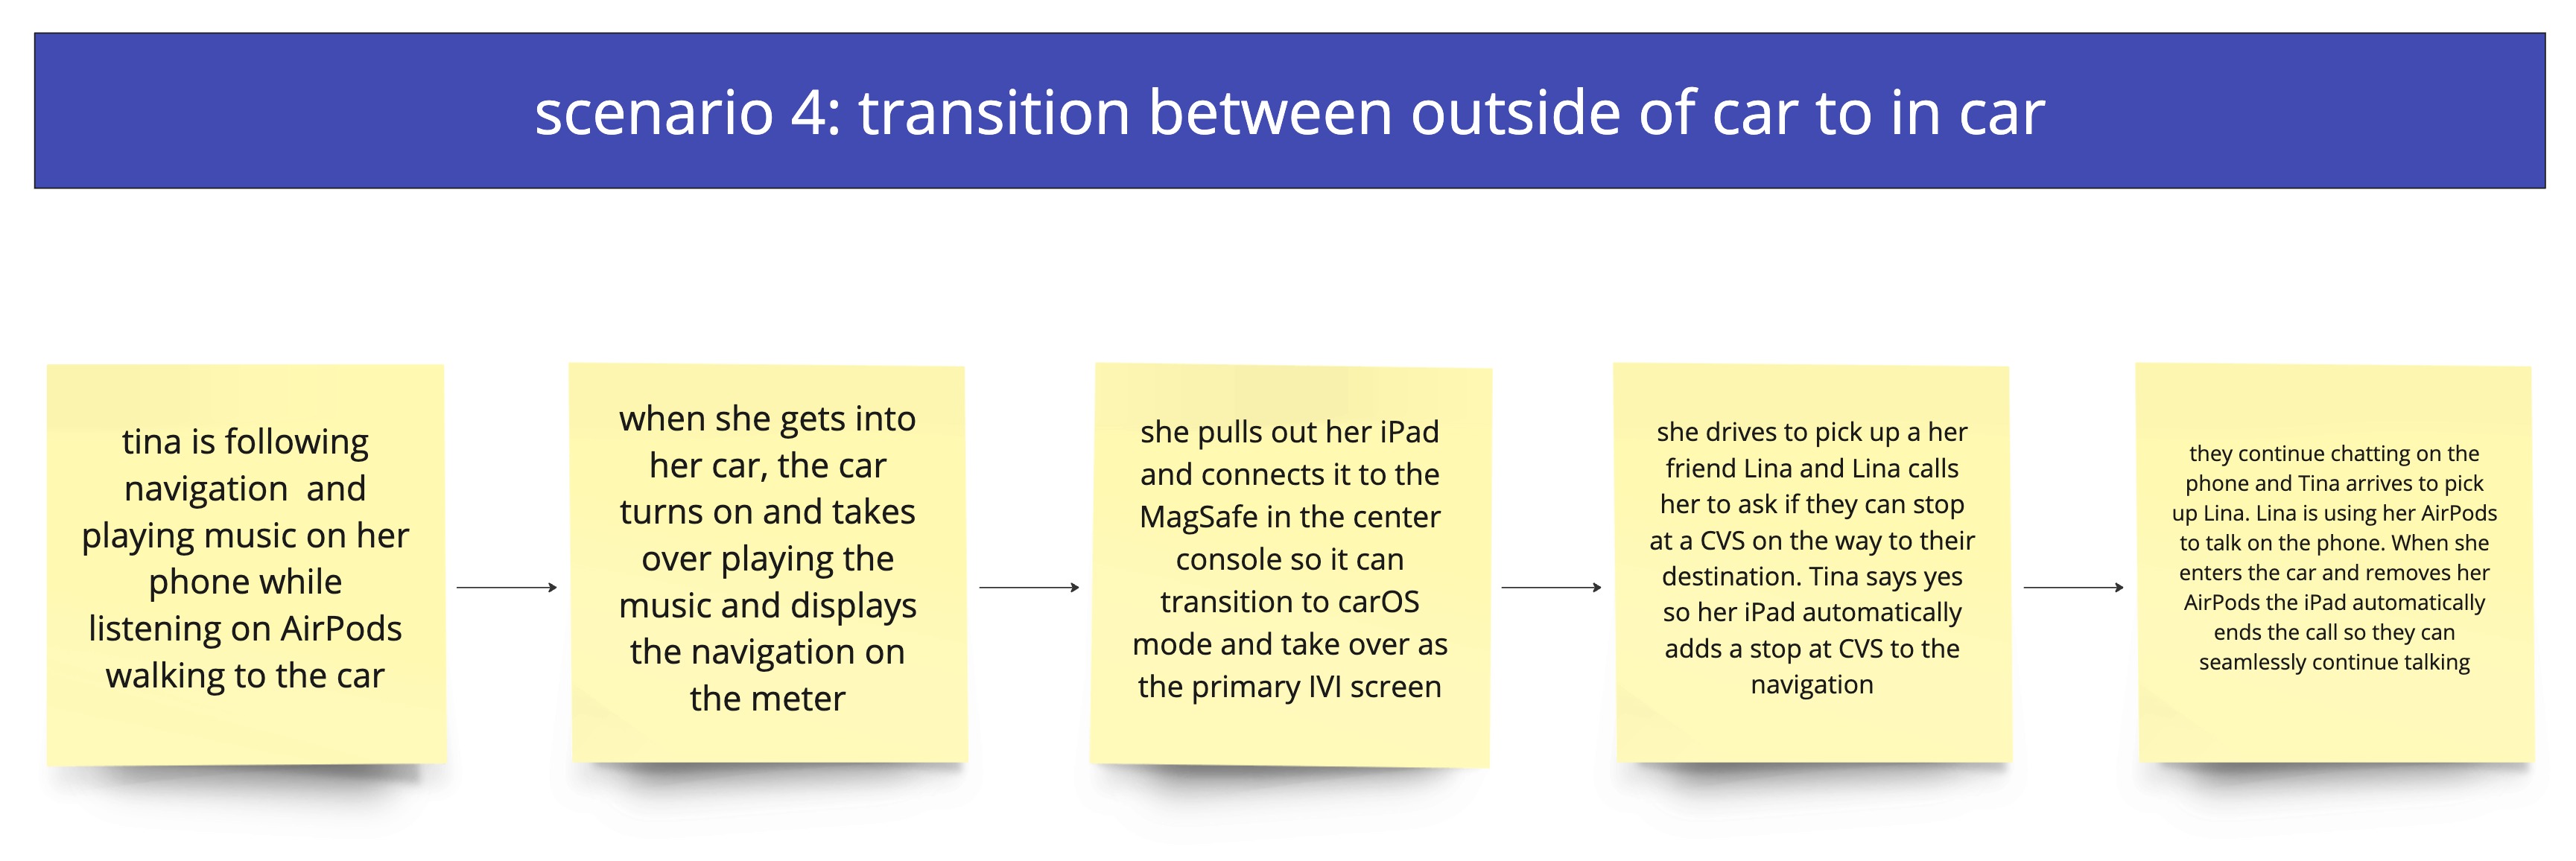 scenario 4: transition between outside of car to in car
tina is following
navigation  and
playing music on her
phone while
listening on AirPods
walking to the car
when she gets into
her car, the car
turns on and takes
over playing the
music and displays
the navigation on
the meter
she pulls out her iPad
and connects it to the
MagSafe in the center
console so it can
transition to carOS
mode and take over as
the primary IVI screen
she drives to pick up a her
friend Lina and Lina calls
her to ask if they can stop
at a CVS on the way to their
destination. Tina says yes
so her iPad automatically
adds a stop at CVS to the
navigation
they continue chatting on the
phone and Tina arrives to pick
up Lina. Lina is using her AirPods
to talk on the phone. When she
enters the car and removes her
AirPods the iPad automatically
ends the call so they can
seamlessly continue talking